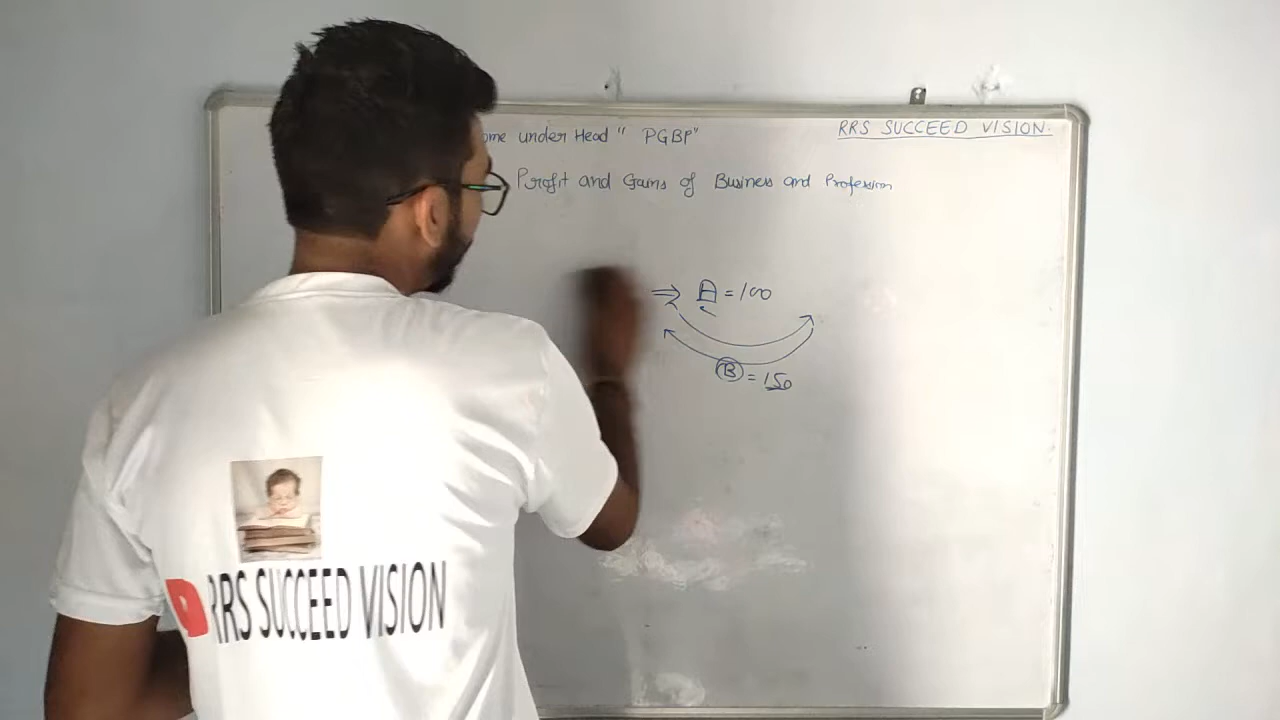 ome under Head " PGBP"
RRS SUCCEED VISION.
Profit and Gains of Business and Profession
⇒ A = 100
B = 150
RRS SUCCEED VISION